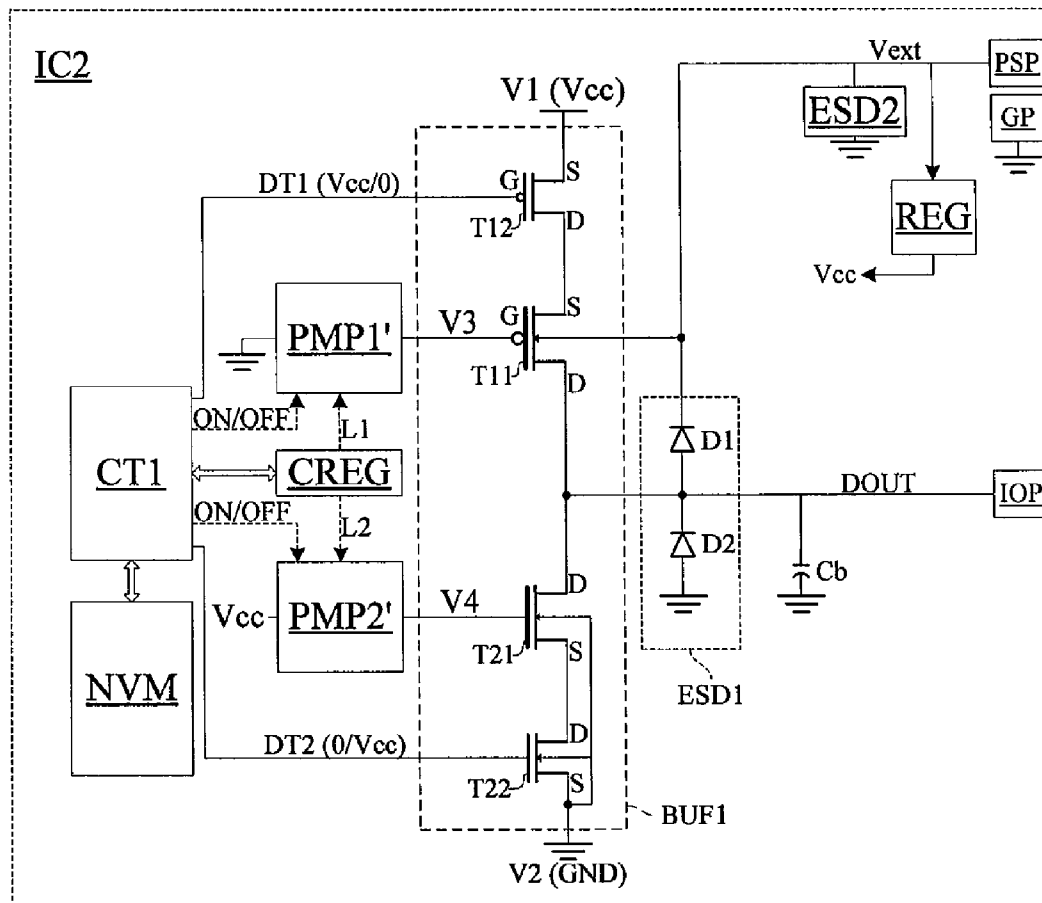 IC2
Vext
PSP
V1 (Vcc)
ESD2
GP
DT1 (Vcc/0)
G
S
T12
D
REG
Vcc
PMP1'
V3
G
S
T11
D
ON/OFF
L1
D1
CT1
CREG
DOUT
IOP
ON/OFF
L2
D2
Cb
Vcc
PMP2'
V4
D
T21
S
ESD1
NVM
DT2 (0/Vcc)
D
T22
S
BUF1
V2 (GND)